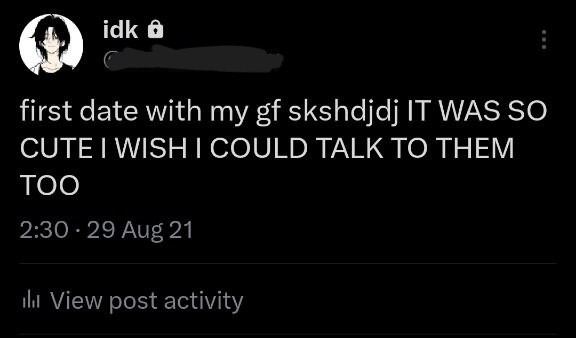 idk
first date with my gf skshdjdj IT WAS SO
CUTE I WISH I COULD TALK TO THEM
TOO
2:30 · 29 Aug 21
View post activity